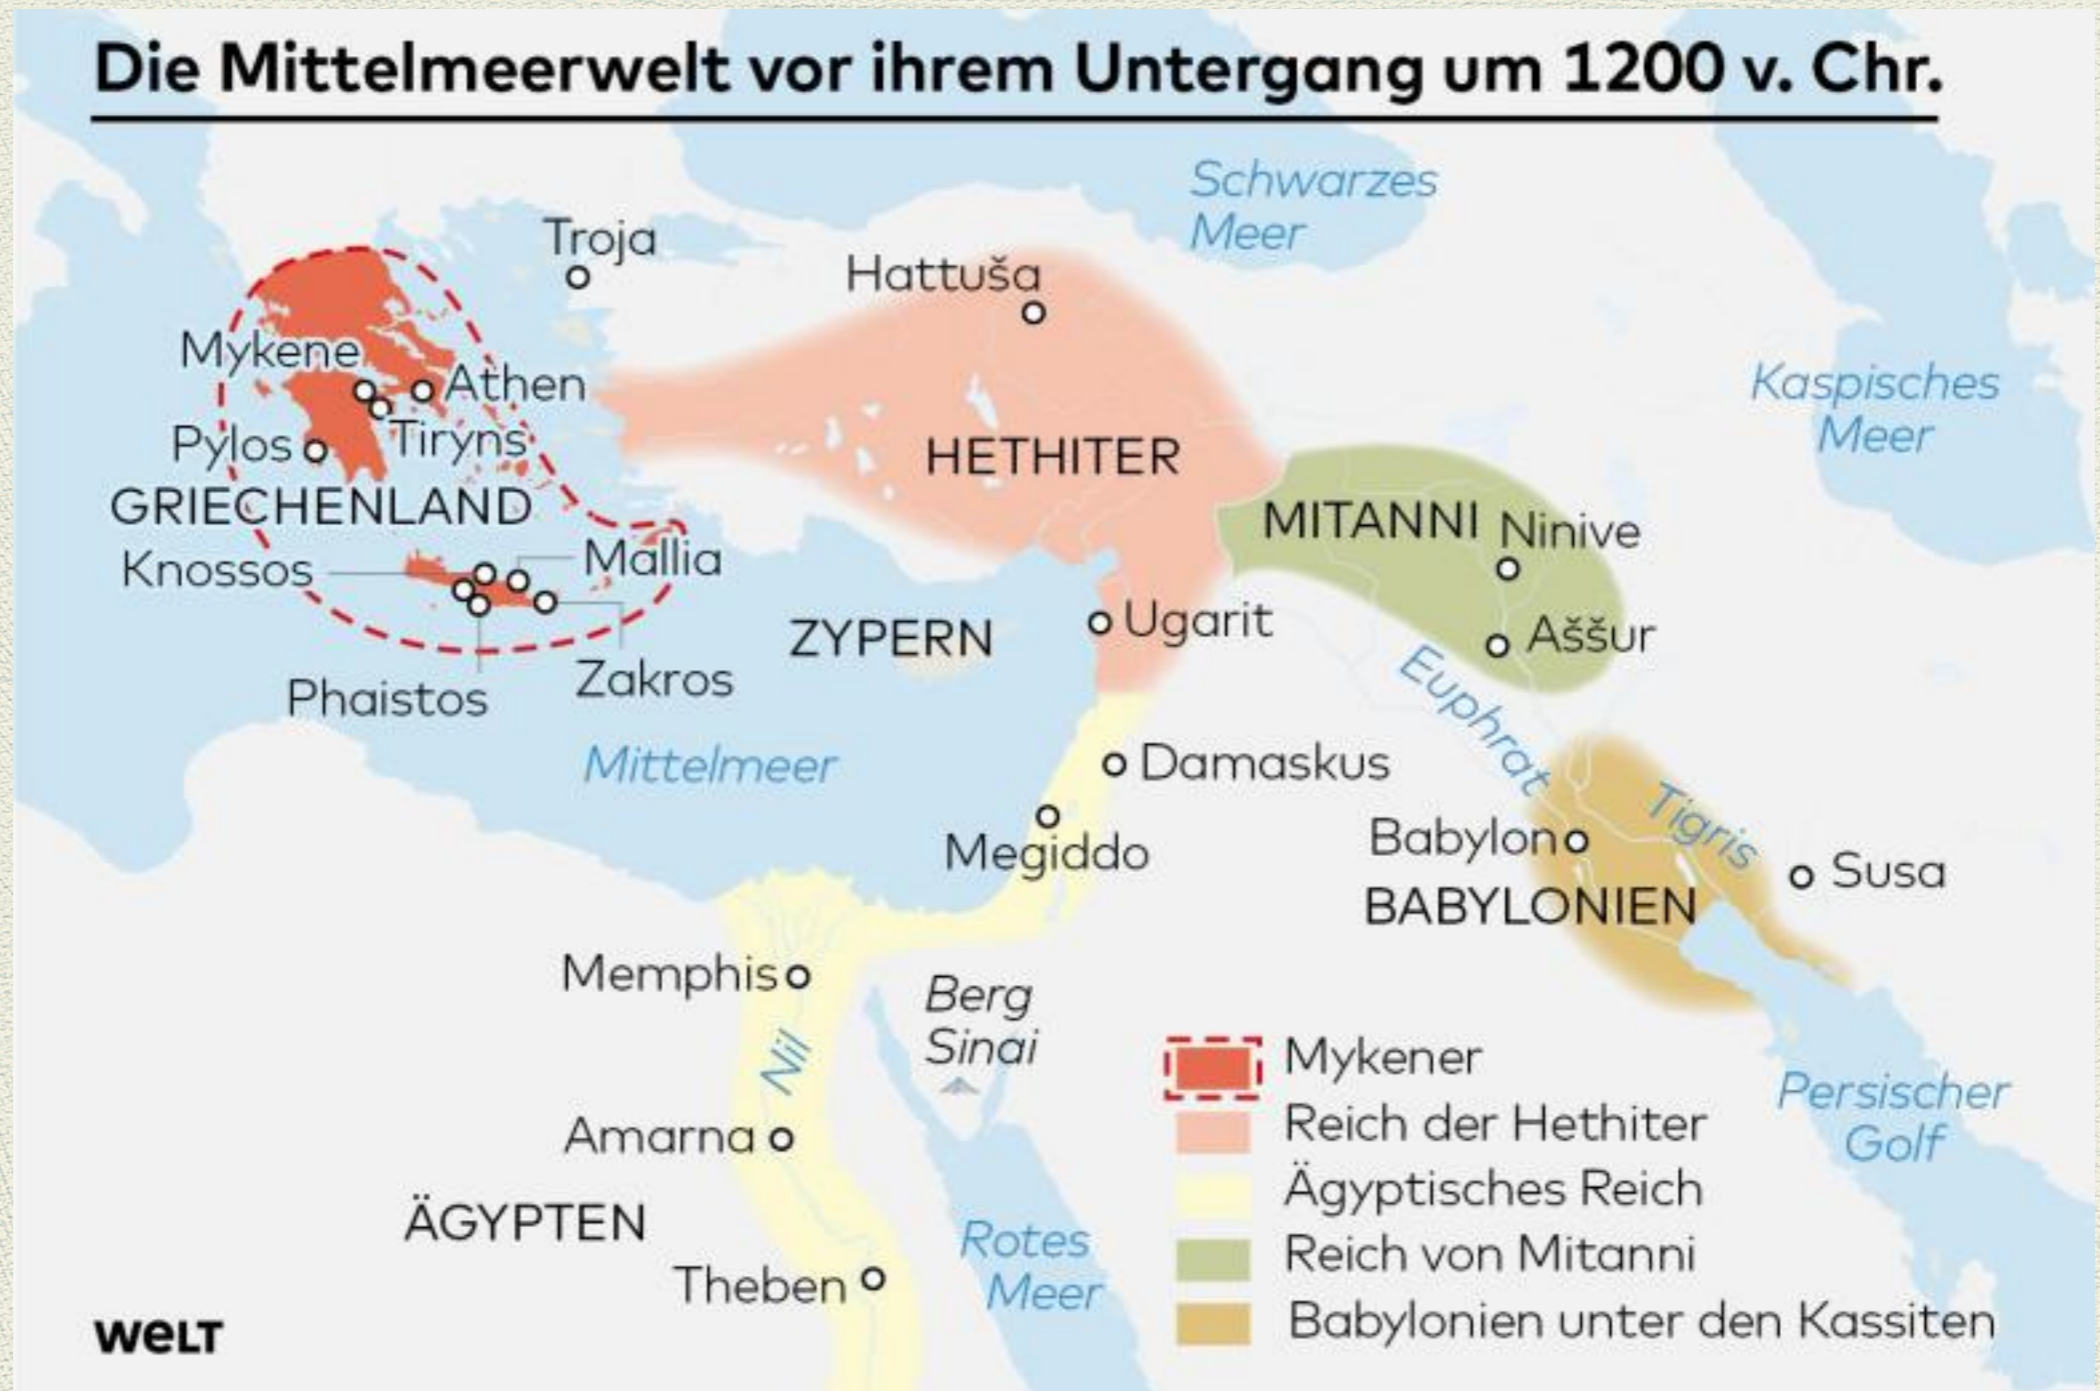 Die Mittelmeerwelt vor ihrem Untergang um 1200 v. Chr.
Schwarzes
Meer
Troja
Hattuša
Mykene
Athen
Kaspisches
Meer
Pylos
Tiryns
HETHITER
GRIECHENLAND
MITANNI
Ninive
Knossos
Mallia
Ugarit
ZYPERN
Aššur
Phaistos
Zakros
Euphrat
Mittelmeer
Damaskus
Tigris
Megiddo
Babylon
Susa
BABYLONIEN
Memphis
Berg
Sinai
Nil
Mykener
Persischer
Golf
Amarna
Reich der Hethiter
Ägyptisches Reich
ÄGYPTEN
Rotes
Meer
Reich von Mitanni
Theben
Babylonien unter den Kassiten
WELT